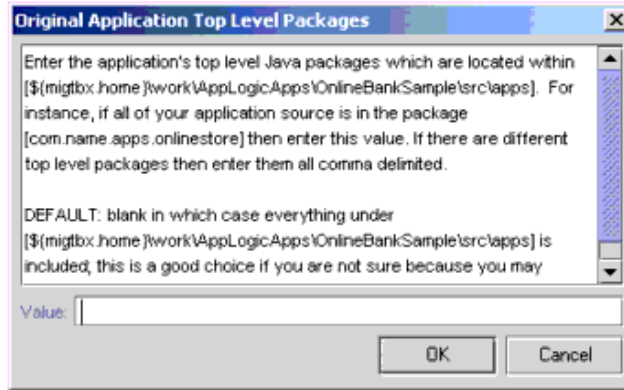 Original Application Top Level Packages
Enter the application's top level Java packages which are located within
[${migtbx.home}\work\AppLogicApps\OnlineBankSample\src\apps].  For
instance, if all of your application source is in the package
[com.name.apps.onlinestore] then enter this value. If there are different
top level packages then enter them all comma delimited.
DEFAULT: blank in which case everything under
[${migtbx.home}\work\AppLogicApps\OnlineBankSample\src\apps] is
included; this is a good choice if you are not sure because you may
Value:
OK Cancel